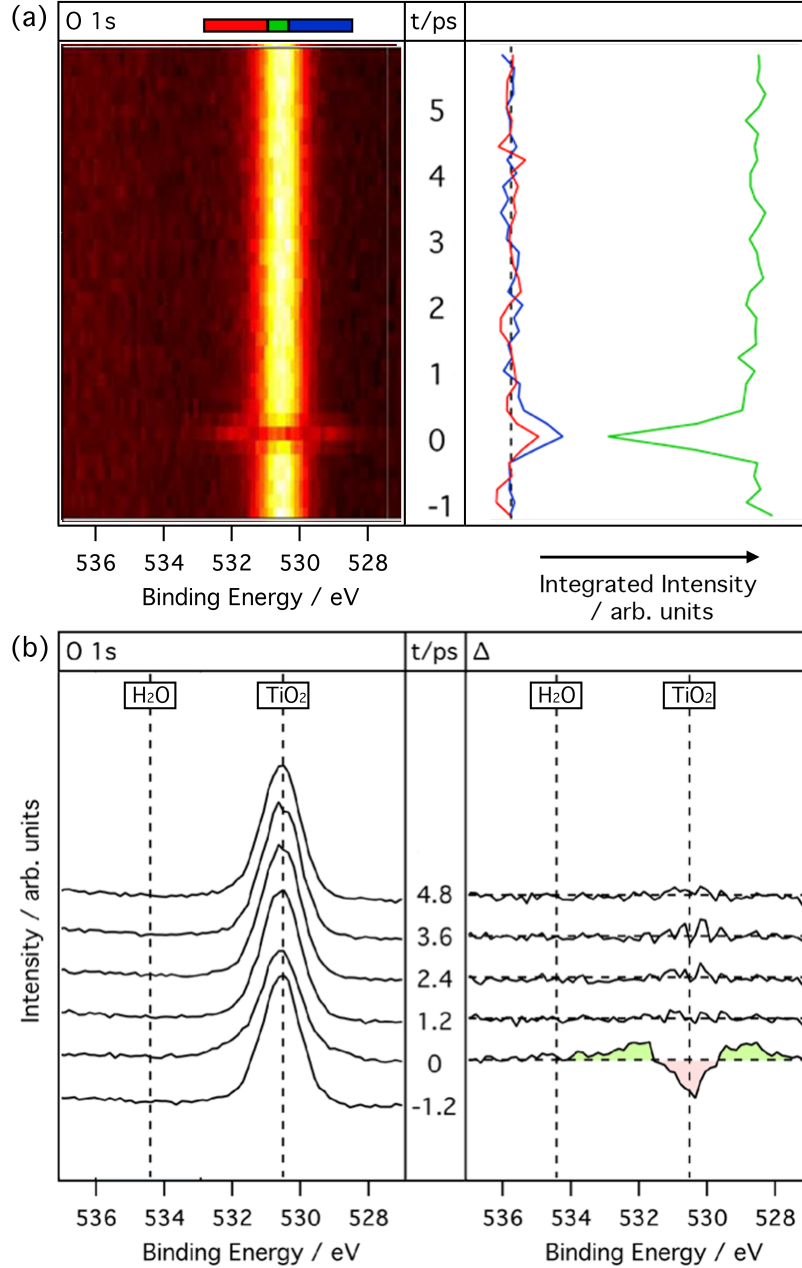 (a) O 1s t/ps
5
4
3
2
1
0
-1
536 534 532 530 528
Binding Energy / eV
Integrated Intensity
/ arb. units
(b) O 1s t/ps Δ
H₂O TiO₂ H₂O TiO₂
Intensity / arb. units
4.8
3.6
2.4
1.2
0
-1.2
536 534 532 530 528 536 534 532 530 528
Binding Energy / eV Binding Energy / eV